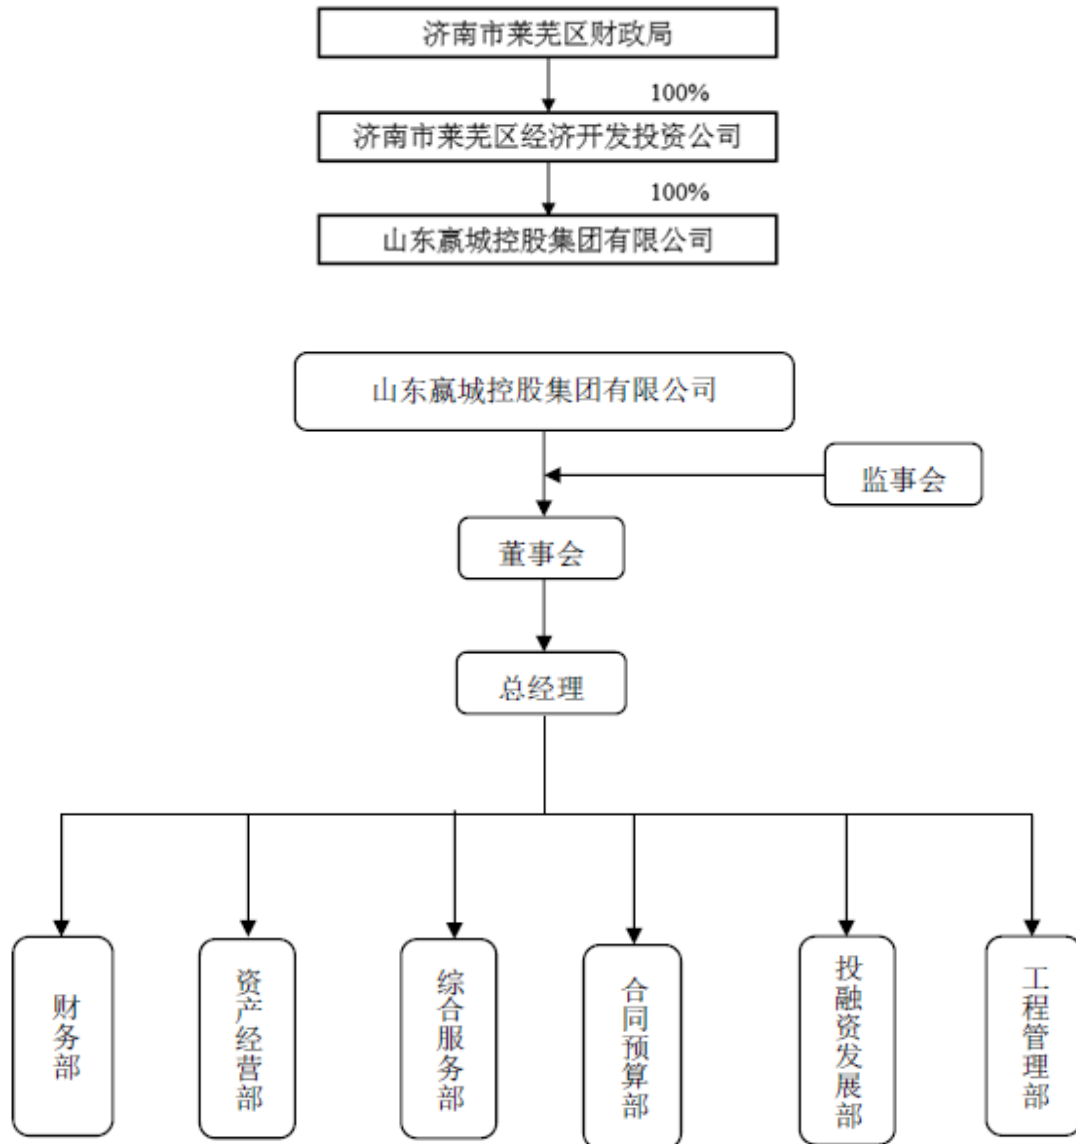 济南市莱芜区财政局
100%
济南市莱芜区经济开发投资公司
100%
山东嬴城控股集团有限公司
山东嬴城控股集团有限公司
监事会
董事会
总经理
财务部
资产经营部
综合服务部
合同预算部
投融资发展部
工程管理部